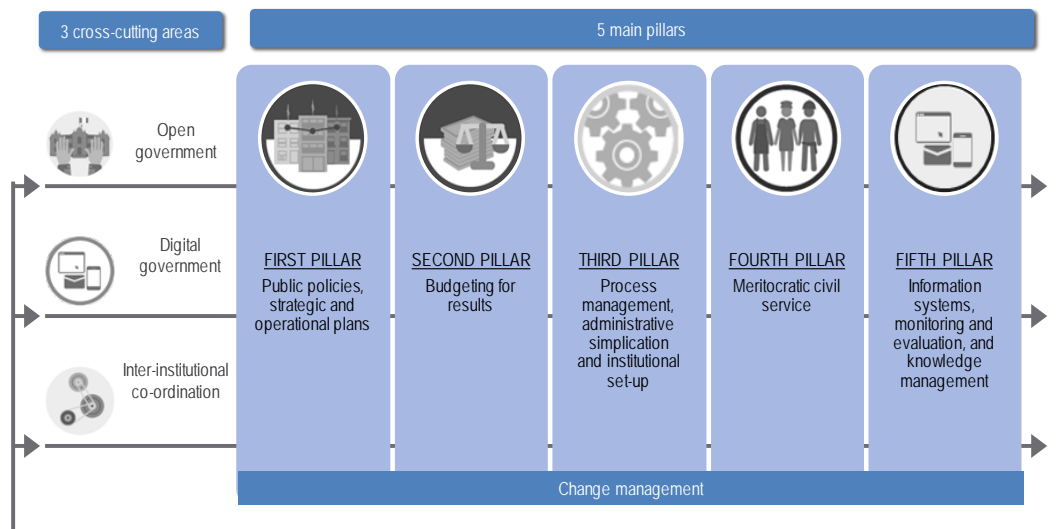 3 cross-cutting areas
5 main pillars
Open
government
Digital
government
Inter-institutional
co-ordination
FIRST PILLAR
Public policies,
strategic and
operational plans
SECOND PILLAR
Budgeting for
results
THIRD PILLAR
Process
management,
administrative
simplication
and institutional
set-up
FOURTH PILLAR
Meritocratic civil
service
FIFTH PILLAR
Information
systems,
monitoring and
evaluation, and
knowledge
management
Change management